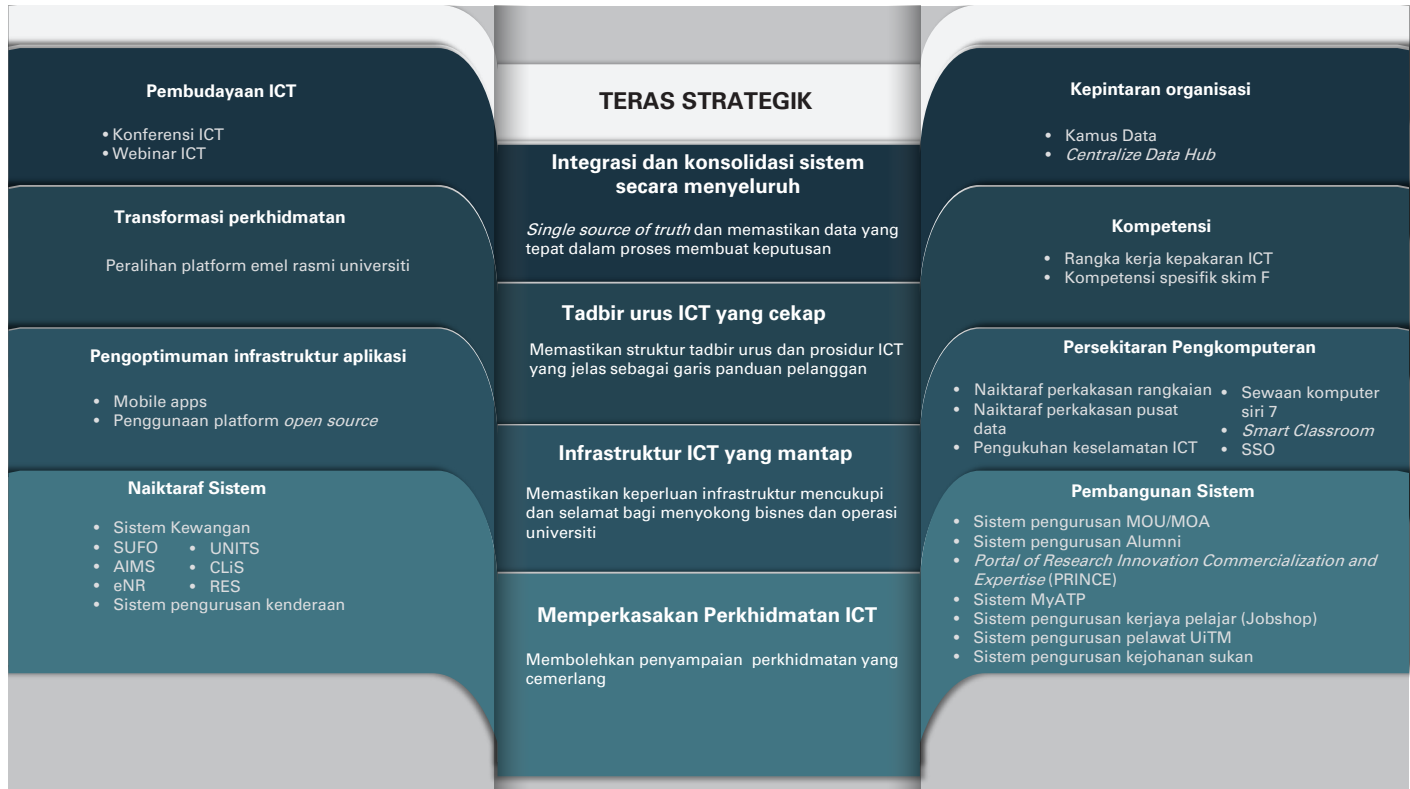 Pembudayaan ICT
• Konferensi ICT
• Webinar ICT
Transformasi perkhidmatan
Peralihan platform emel rasmi universiti
Pengoptimuman infrastruktur aplikasi
• Mobile apps
• Penggunaan platform open source
Naiktaraf Sistem
• Sistem Kewangan
• SUFO • UNITS
• AIMS • CLiS
• eNR • RES
• Sistem pengurusan kenderaan
TERAS STRATEGIK
Integrasi dan konsolidasi sistem
secara menyeluruh
Single source of truth dan memastikan data yang
tepat dalam proses membuat keputusan
Tadbir urus ICT yang cekap
Memastikan struktur tadbir urus dan prosidur ICT
yang jelas sebagai garis panduan pelanggan
Infrastruktur ICT yang mantap
Memastikan keperluan infrastruktur mencukupi
dan selamat bagi menyokong bisnes dan operasi
universiti
Memperkasakan Perkhidmatan ICT
Membolehkan penyampaian perkhidmatan yang
cemerlang
Kepintaran organisasi
• Kamus Data
• Centralize Data Hub
Kompetensi
• Rangka kerja kepakaran ICT
• Kompetensi spesifik skim F
Persekitaran Pengkomputeran
• Naiktaraf perkakasan rangkaian
• Naiktaraf perkakasan pusat
data
• Pengukuhan keselamatan ICT
• Sewaan komputer
siri 7
• Smart Classroom
• SSO
Pembangunan Sistem
• Sistem pengurusan MOU/MOA
• Sistem pengurusan Alumni
• Portal of Research Innovation Commercialization and
Expertise (PRINCE)
• Sistem MyATP
• Sistem pengurusan kerjaya pelajar (Jobshop)
• Sistem pengurusan pelawat UiTM
• Sistem pengurusan kejohanan sukan